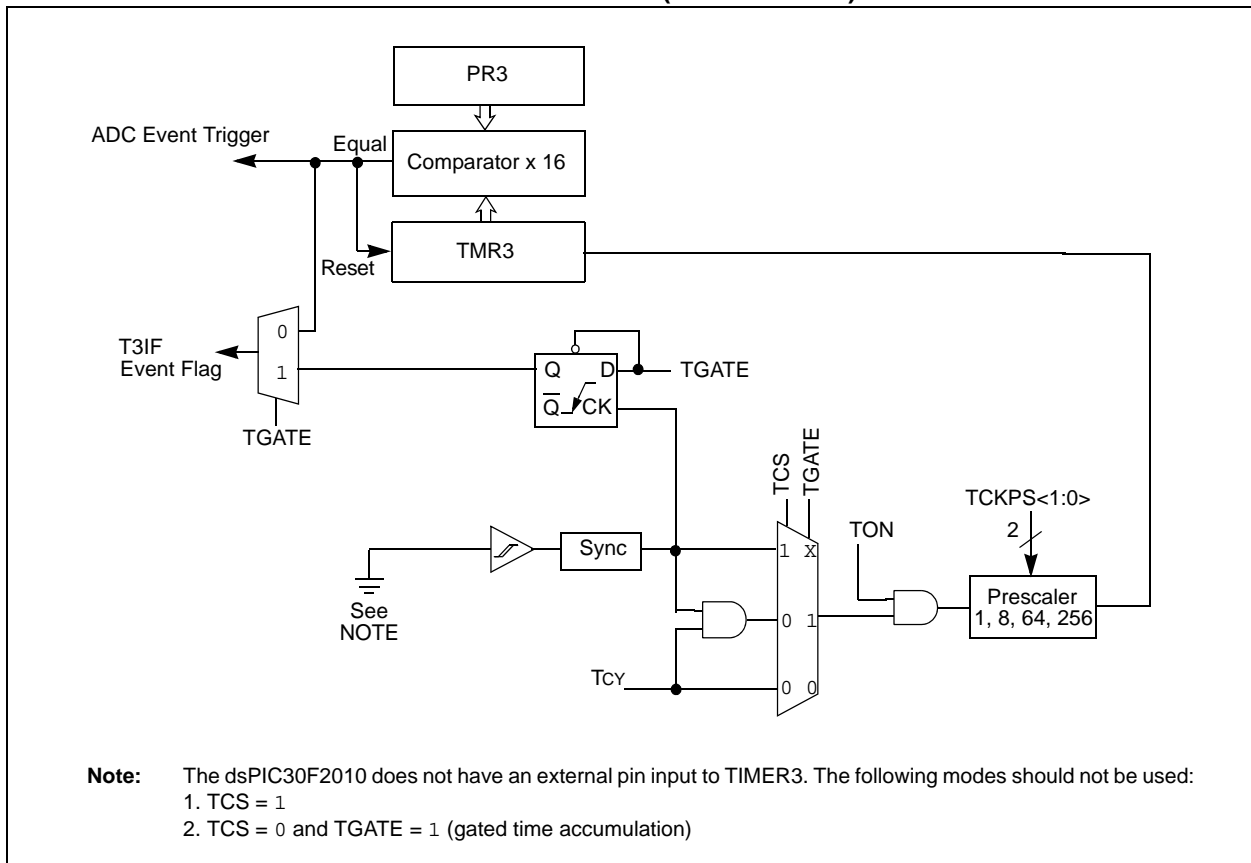 PR3
ADC Event Trigger
Equal
Comparator x 16
TMR3
Reset
0
1
T3IF
Event Flag
TGATE
Q D
Q CK
TGATE
TCS
TGATE
TCKPS<1:0>
2
TON
Sync
1 X
Prescaler
1, 8, 64, 256
See
NOTE
0 1
TCY
0 0
Note: The dsPIC30F2010 does not have an external pin input to TIMER3. The following modes should not be used:
1. TCS = 1
2. TCS = 0 and TGATE = 1 (gated time accumulation)